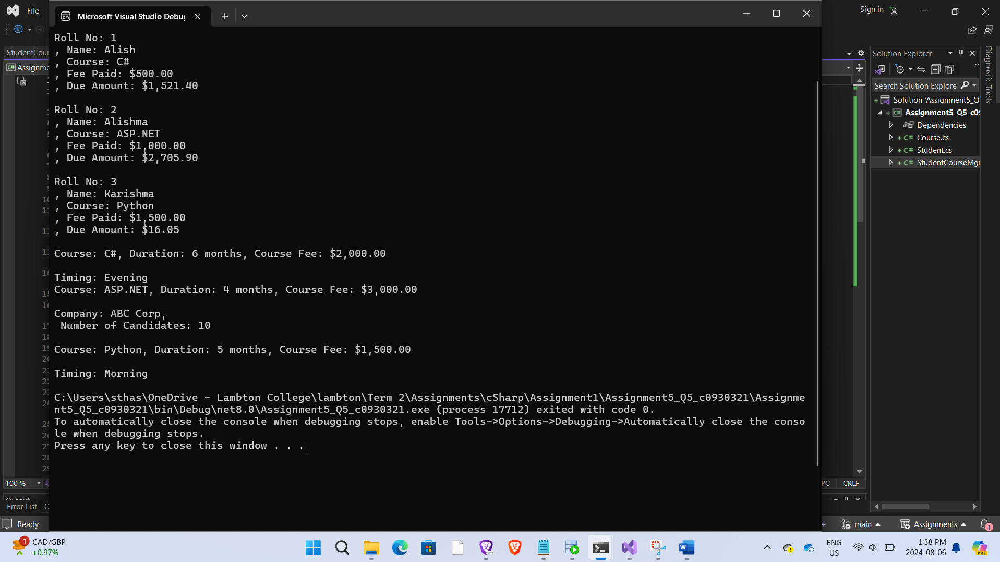 File
Microsoft Visual Studio Debu
Sign in
StudentCou
Assignme
Roll No: 1
, Name: Alish
, Course: C#
, Fee Paid: $500.00
, Due Amount: $1,521.40
Roll No: 2
, Name: Alishma
, Course: ASP.NET
, Fee Paid: $1,000.00
, Due Amount: $2,705.90
Roll No: 3
, Name: Karishma
, Course: Python
, Fee Paid: $1,500.00
, Due Amount: $16.05
Course: C#, Duration: 6 months, Course Fee: $2,000.00
Timing: Evening
Course: ASP.NET, Duration: 4 months, Course Fee: $3,000.00
Company: ABC Corp,
Number of Candidates: 10
Course: Python, Duration: 5 months, Course Fee: $1,500.00
Timing: Morning
C:\Users\sthas\OneDrive - Lambton College\lambton\Term 2\Assignments\cSharp\Assignment1\Assignment5_Q5_c0930321\Assignme
nt5_Q5_c0930321\bin\Debug\net8.0\Assignment5_Q5_c0930321.exe (process 17712) exited with code 0.
To automatically close the console when debugging stops, enable Tools->Options->Debugging->Automatically close the conso
le when debugging stops.
Press any key to close this window . . .
Solution Explorer
Search Solution Explore
Solution 'Assignment5_Q5
C# Assignment5_Q5_c09
Dependencies
C# Course.cs
C# Student.cs
C# StudentCourseMgr
Diagnostic Tools
100 %
PC
CRLF
Error List
Ready
main
Assignments
1
1
CAD/GBP
+0.97%
ENG
US
1:38 PM
2024-08-06
PRE